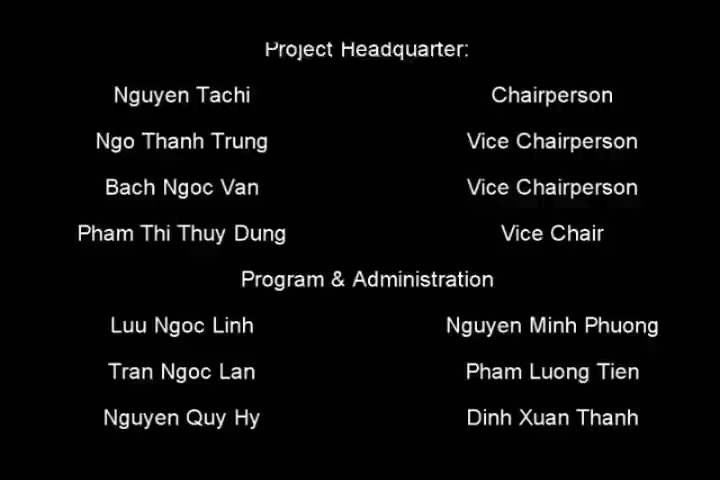 Project Headquarter:
Nguyen Tachi Chairperson
Ngo Thanh Trung Vice Chairperson
Bach Ngoc Van Vice Chairperson
Pham Thi Thuy Dung Vice Chair
Program & Administration
Luu Ngoc Linh Nguyen Minh Phuong
Tran Ngoc Lan Pham Luong Tien
Nguyen Quy Hy Dinh Xuan Thanh